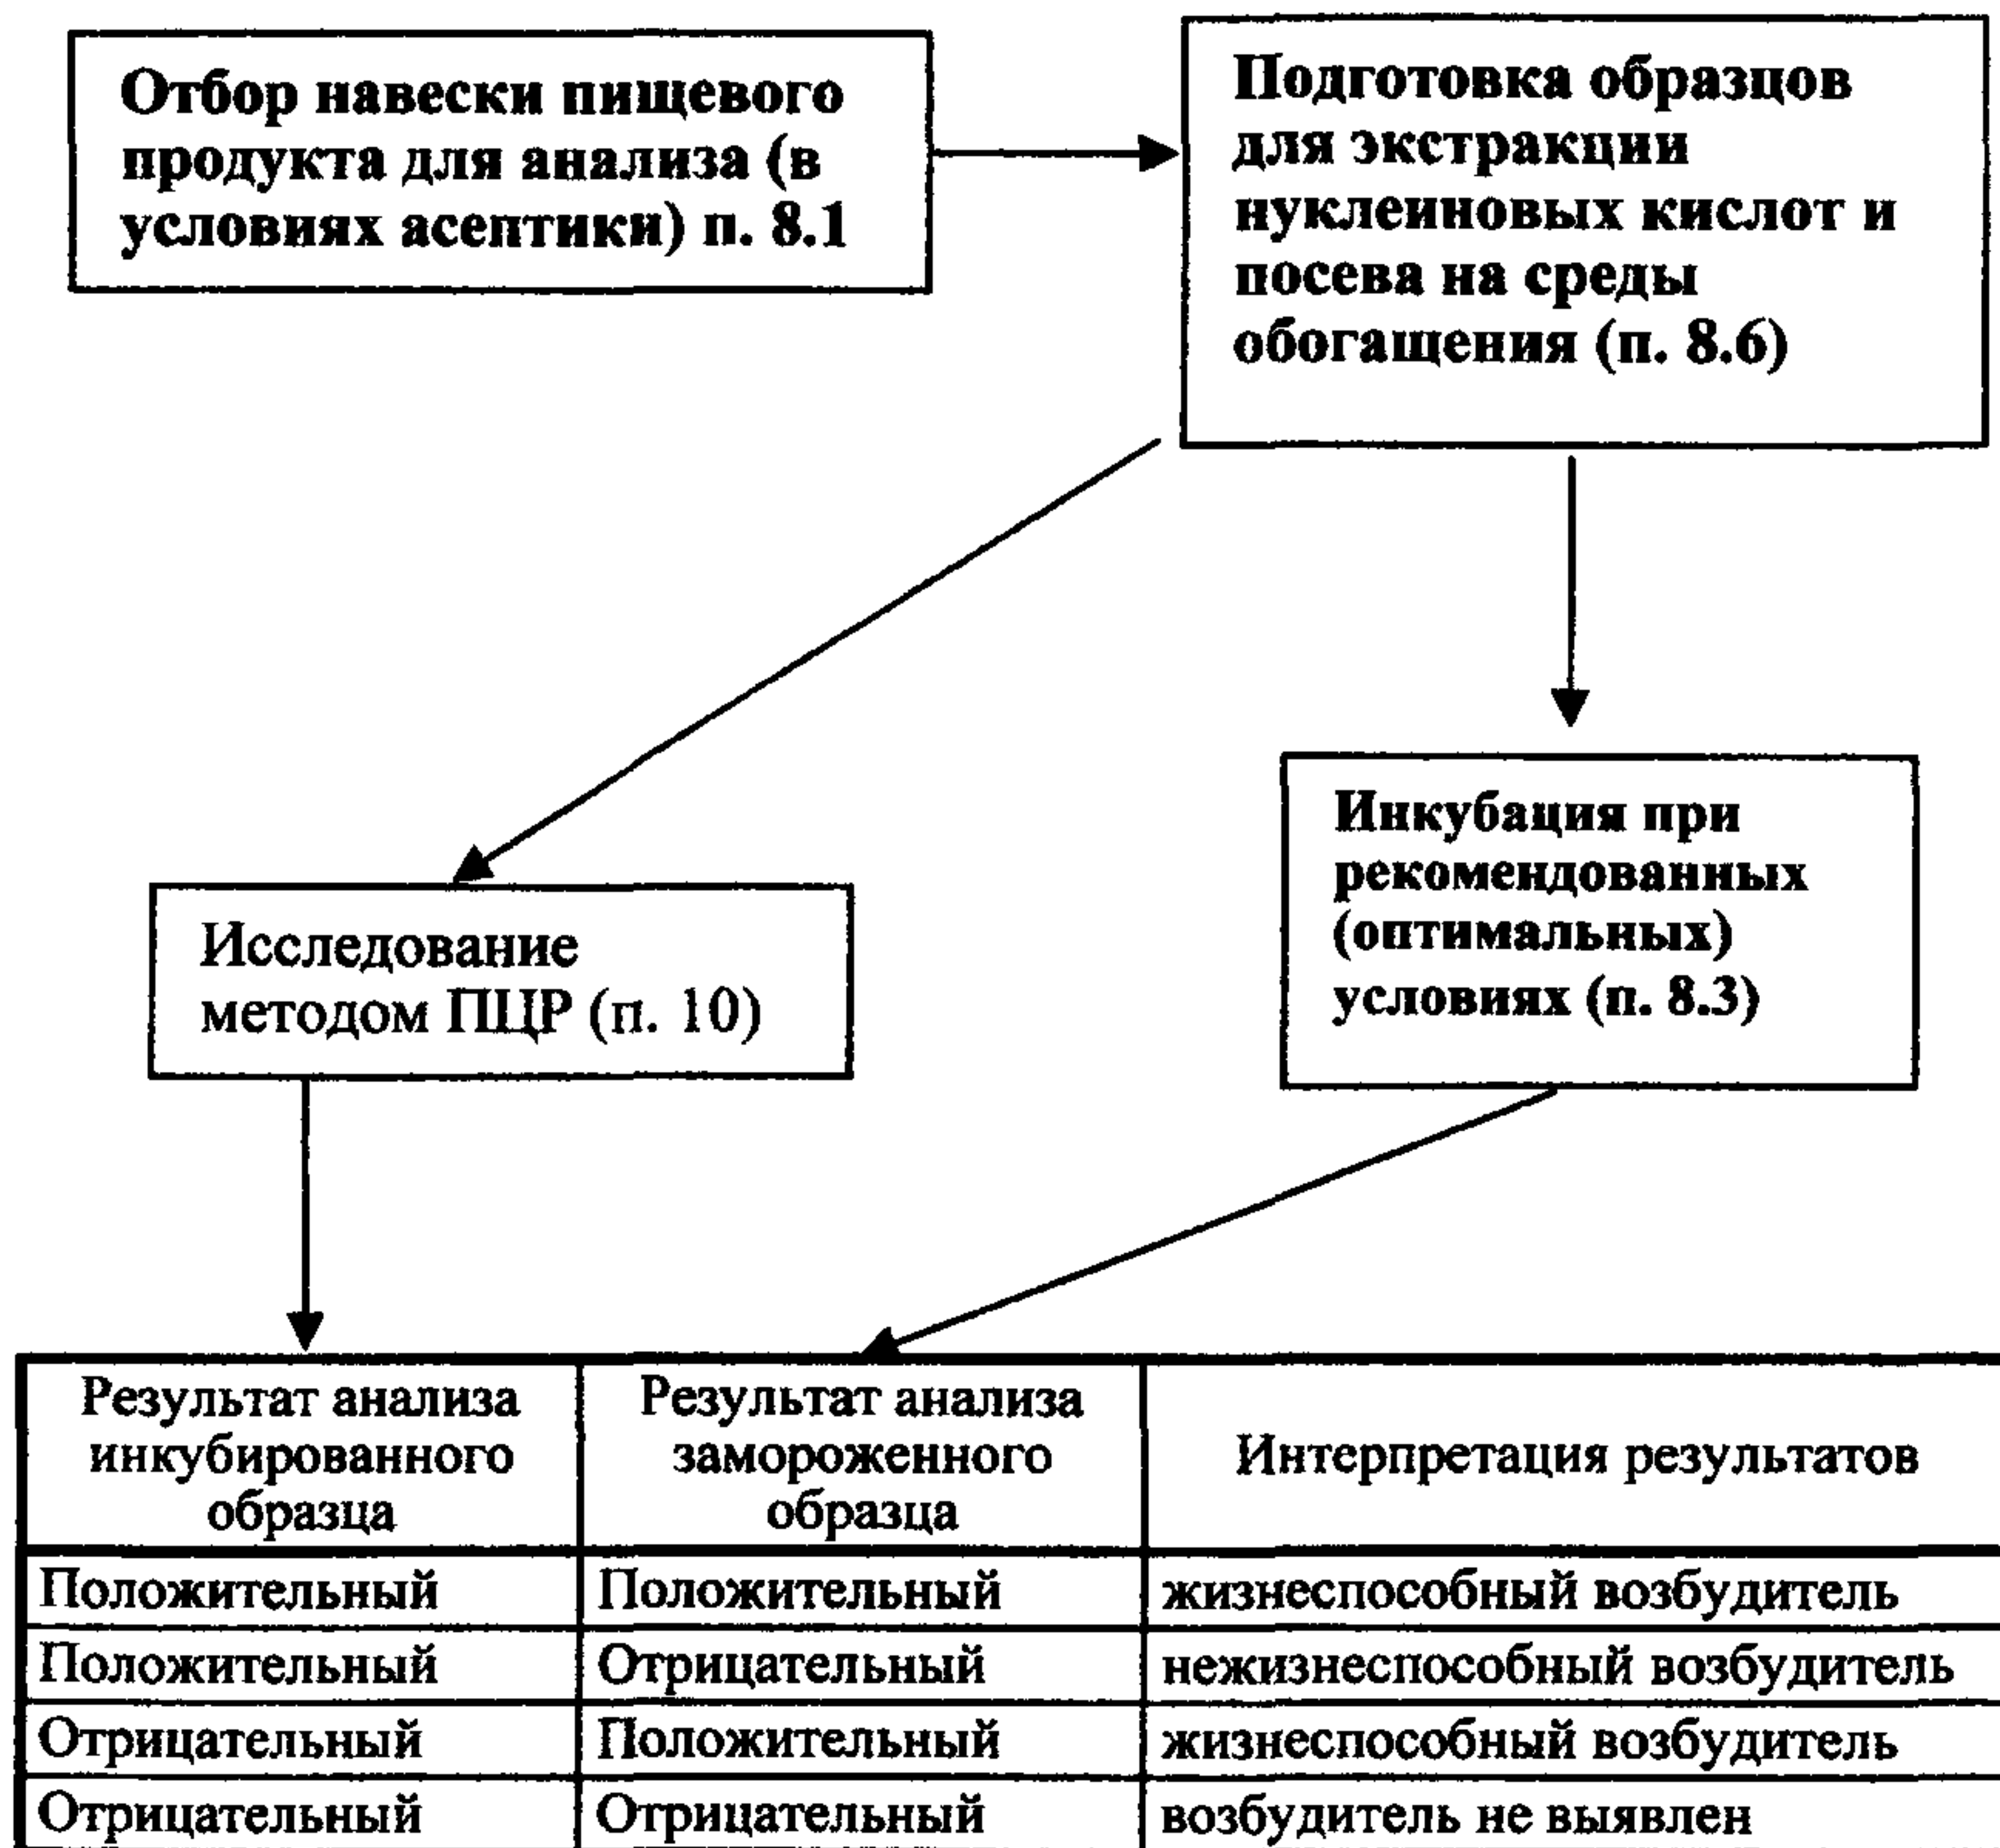 Отбор навески пищевого
продукта для анализа (в
условиях асептики) п. 8.1
Подготовка образцов
для экстракции
нуклеиновых кислот и
посева на среды
обогащения (п. 8.6)
Исследование
методом ПЦР (п. 10)
Инкубация при
рекомендованных
(оптимальных)
условиях (п. 8.3)
Результат анализа
инкубированного
образца
Результат анализа
замороженного
образца
Интерпретация результатов
Положительный Положительный жизнеспособный возбудитель
Положительный Отрицательный нежизнеспособный возбудитель
Отрицательный Положительный жизнеспособный возбудитель
Отрицательный Отрицательный возбудитель не выявлен